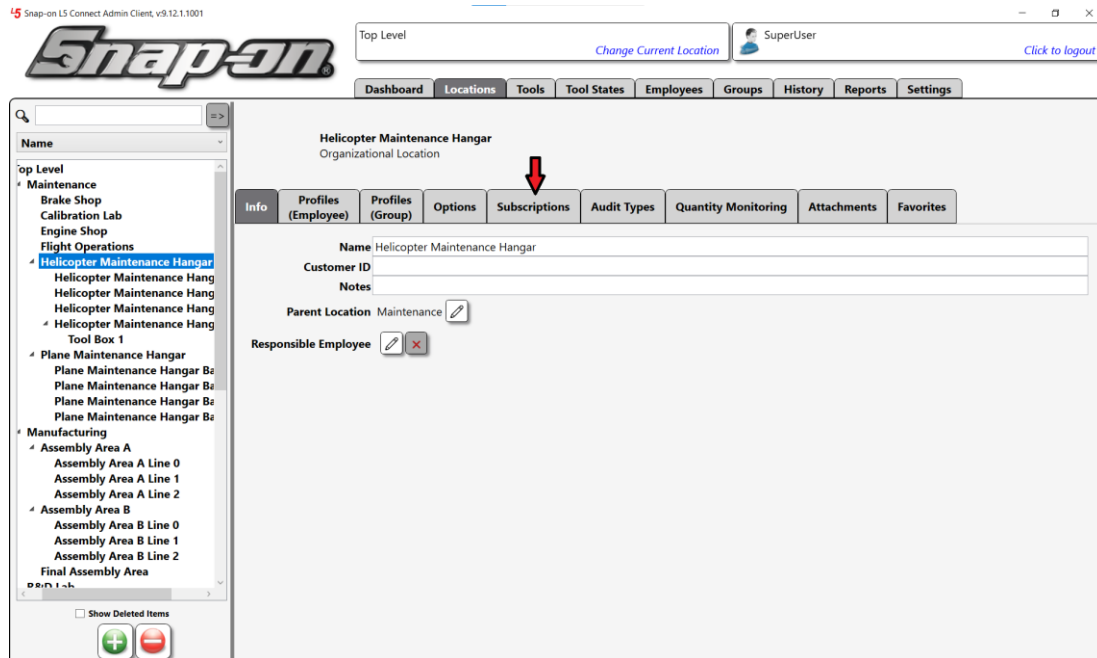 L5 Snap-on L5 Connect Admin Client, v:9.12.1.1001
Snap-on
Top Level
Change Current Location
SuperUser
Click to logout
Dashboard Locations Tools Tool States Employees Groups History Reports Settings
=>
Name
Top Level
Maintenance
Brake Shop
Calibration Lab
Engine Shop
Flight Operations
Helicopter Maintenance Hangar
Helicopter Maintenance Hang
Helicopter Maintenance Hang
Helicopter Maintenance Hang
Helicopter Maintenance Hang
Tool Box 1
Plane Maintenance Hangar
Plane Maintenance Hangar Ba
Plane Maintenance Hangar Ba
Plane Maintenance Hangar Ba
Plane Maintenance Hangar Ba
Manufacturing
Assembly Area A
Assembly Area A Line 0
Assembly Area A Line 1
Assembly Area A Line 2
Assembly Area B
Assembly Area B Line 0
Assembly Area B Line 1
Assembly Area B Line 2
Final Assembly Area
R&D Lab
Show Deleted Items
Helicopter Maintenance Hangar
Organizational Location
Info Profiles (Employee) Profiles (Group) Options Subscriptions Audit Types Quantity Monitoring Attachments Favorites
Name Helicopter Maintenance Hangar
Customer ID
Notes
Parent Location Maintenance
Responsible Employee